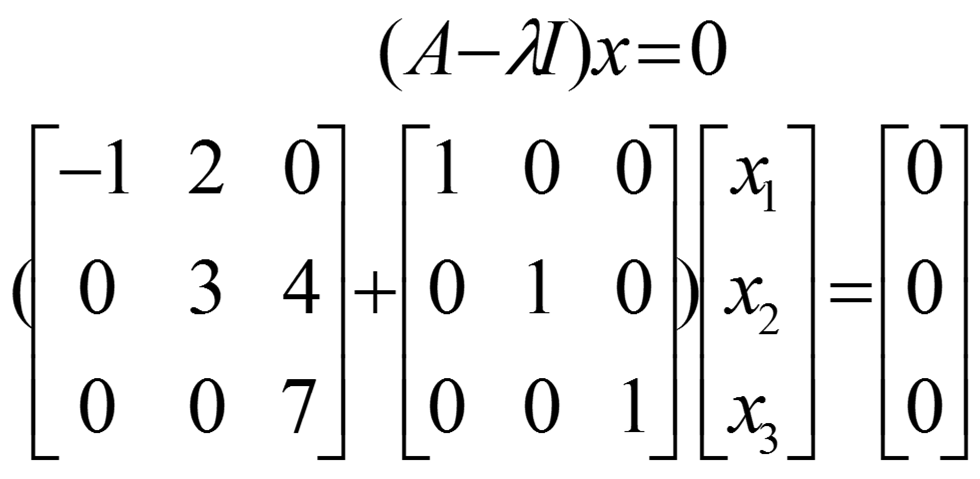 (A−λI)x=0
([−1 2 0; 0 3 4; 0 0 7]+[1 0 0; 0 1 0; 0 0 1])[x₁; x₂; x₃]=[0; 0; 0]